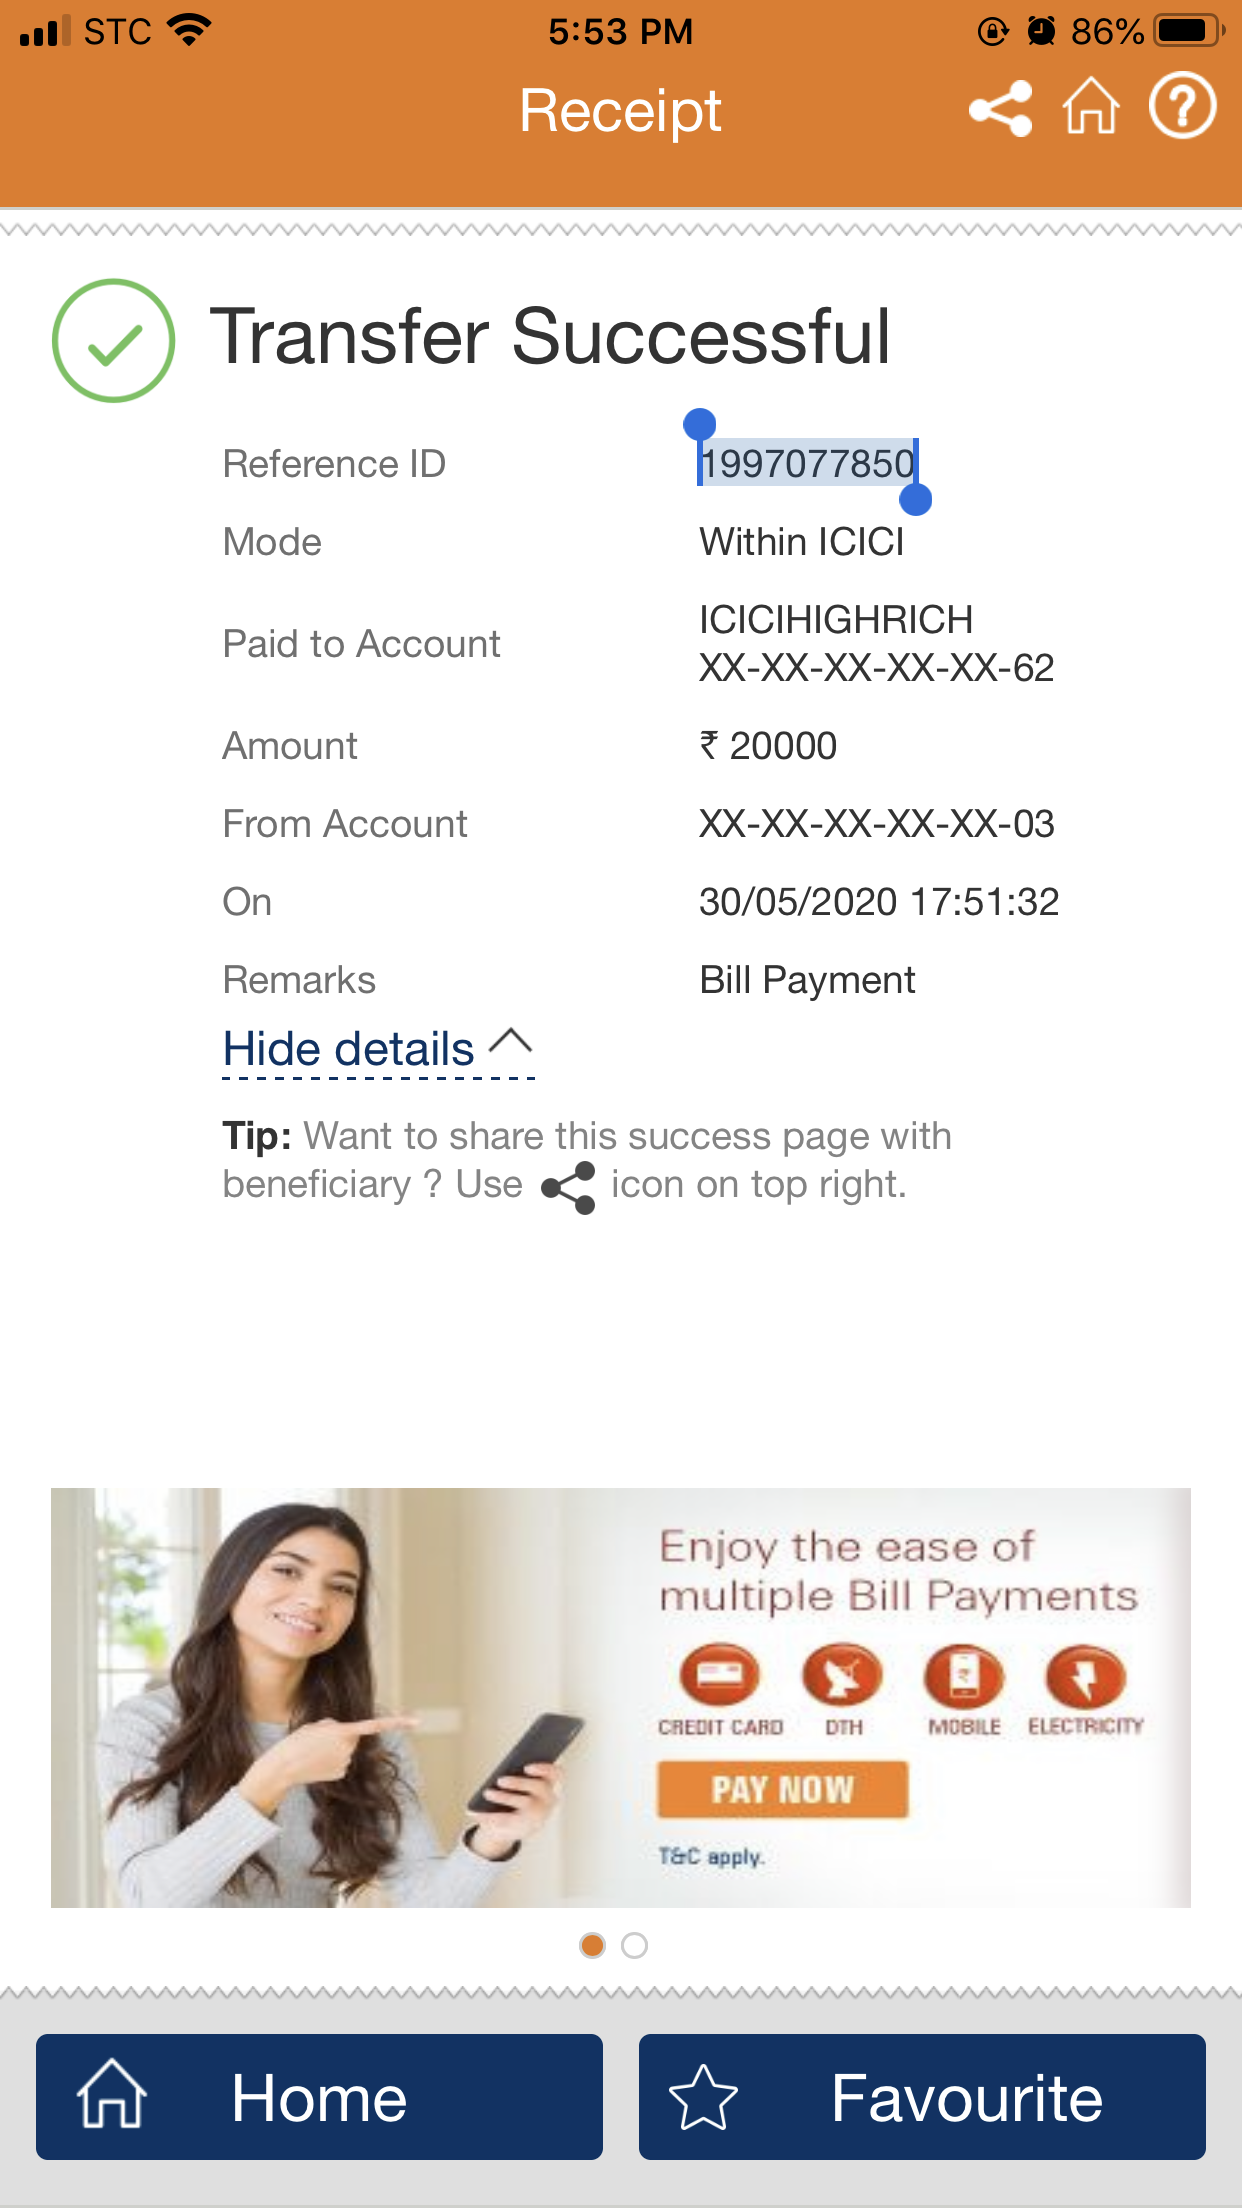 STC 5:53 PM 86%
Receipt
Transfer Successful
Reference ID 1997077850
Mode Within ICICI
Paid to Account ICICIHIGHRICH
XX-XX-XX-XX-XX-62
Amount ₹ 20000
From Account XX-XX-XX-XX-XX-03
On 30/05/2020 17:51:32
Remarks Bill Payment
Hide details
Tip: Want to share this success page with
beneficiary ? Use icon on top right.
Enjoy the ease of
multiple Bill Payments
CREDIT CARD DTH MOBILE ELECTRICITY
PAY NOW
T&C apply.
Home Favourite